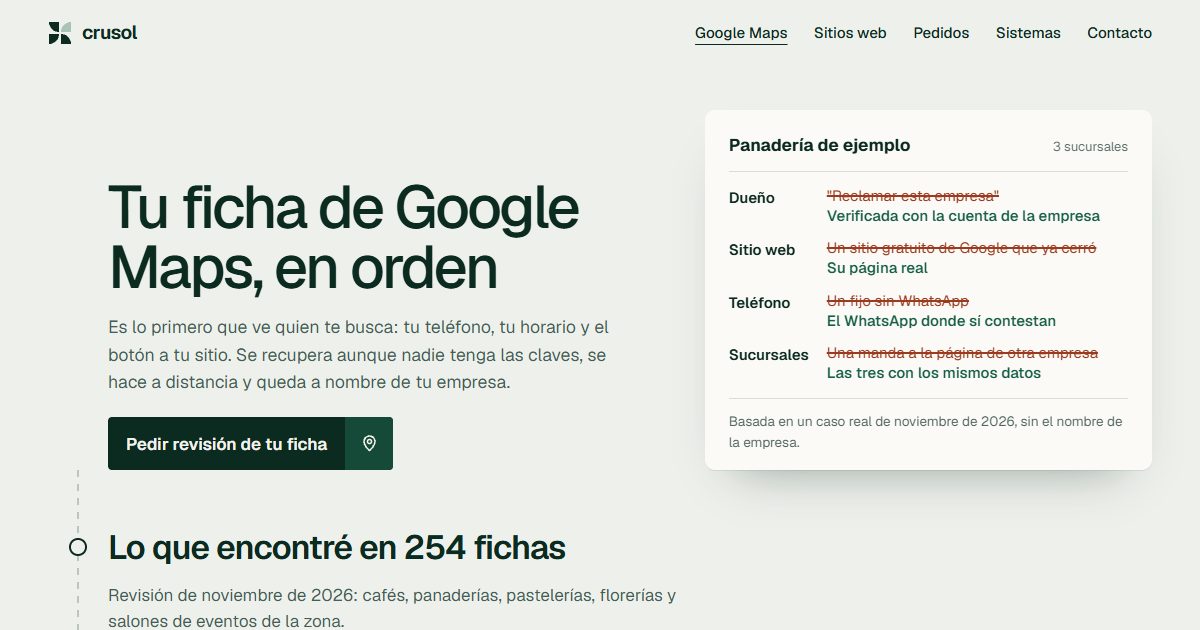 crusol
Google Maps
Sitios web
Pedidos
Sistemas
Contacto
Tu ficha de Google
Maps, en orden
Es lo primero que ve quien te busca: tu teléfono, tu horario y el
botón a tu sitio. Se recupera aunque nadie tenga las claves, se
hace a distancia y queda a nombre de tu empresa.
Pedir revisión de tu ficha
Panadería de ejemplo
3 sucursales
Dueño
"Reclamar esta empresa"
Verificada con la cuenta de la empresa
Sitio web
Un sitio gratuito de Google que ya cerró
Su página real
Teléfono
Un fijo sin WhatsApp
El WhatsApp donde sí contestan
Sucursales
Una manda a la página de otra empresa
Las tres con los mismos datos
Basada en un caso real de noviembre de 2026, sin el nombre de
la empresa.
Lo que encontré en 254 fichas
Revisión de noviembre de 2026: cafés, panaderías, pastelerías, florerías y
salones de eventos de la zona.